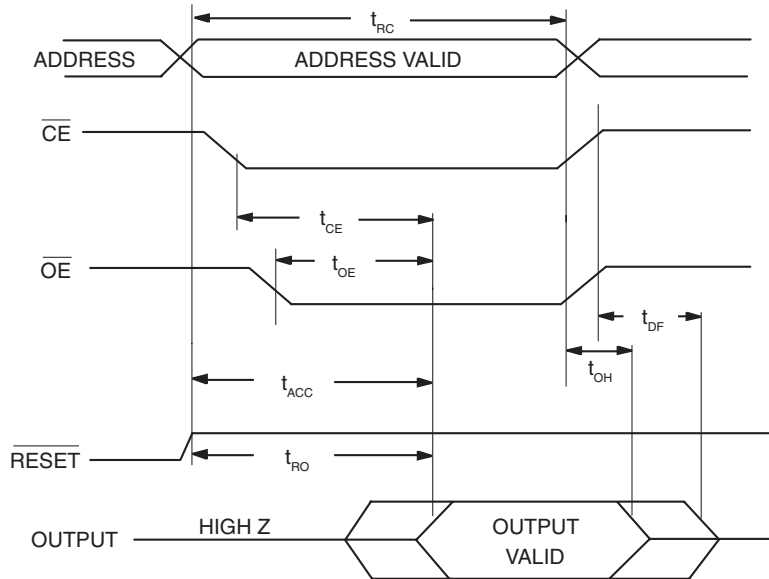 tRC
ADDRESS ADDRESS VALID
CE
tCE
OE tOE
tDF
tOH
tACC
RESET
tRO
OUTPUT HIGH Z OUTPUT
VALID